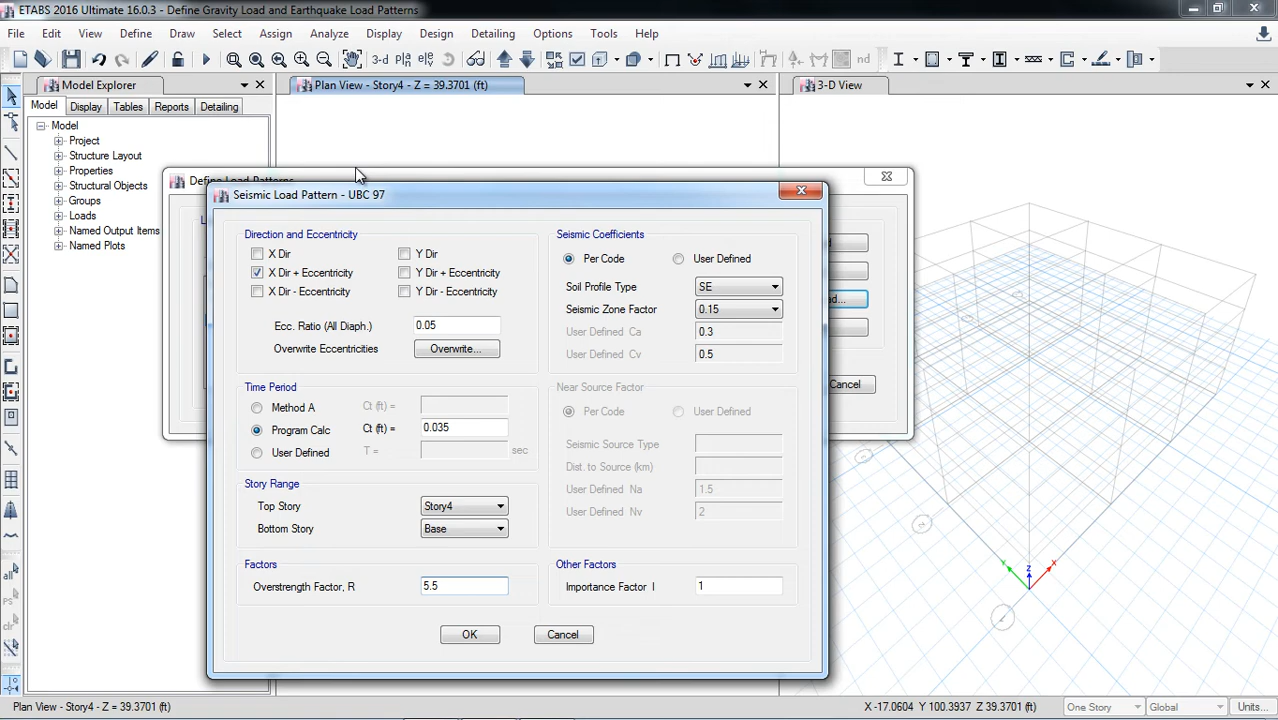 ETABS 2016 Ultimate 16.0.3 - Define Gravity Load and Earthquake Load Patterns
File Edit View Define Draw Select Assign Analyze Display Design Detailing Options Tools Help
3-d
Model Explorer
Plan View - Story4 - Z = 39.3701 (ft)
3-D View
Model Display Tables Reports Detailing
Model
Project
Structure Layout
Properties
Structural Objects
Groups
Loads
Named Output Items
Named Plots
Define Load Patterns
Seismic Load Pattern - UBC 97
Direction and Eccentricity
X Dir Y Dir
X Dir + Eccentricity Y Dir + Eccentricity
X Dir - Eccentricity Y Dir - Eccentricity
Ecc. Ratio (All Diaph.) 0.05
Overwrite Eccentricities Overwrite...
Time Period
Method A Ct (ft) =
Program Calc Ct (ft) = 0.035
User Defined T = sec
Story Range
Top Story Story4
Bottom Story Base
Factors
Overstrength Factor, R 5.5
Seismic Coefficients
Per Code User Defined
Soil Profile Type SE
Seismic Zone Factor 0.15
User Defined Ca 0.3
User Defined Cv 0.5
Near Source Factor
Per Code User Defined
Seismic Source Type
Dist. to Source (km)
User Defined Na 1.5
User Defined Nv 2
Other Factors
Importance Factor I 1
OK Cancel
Cancel
all
ps
clr
Y Z X
Plan View - Story4 - Z = 39.3701 (ft)
X -17.0604 Y 100.3937 Z 39.3701 (ft)
One Story Global Units...